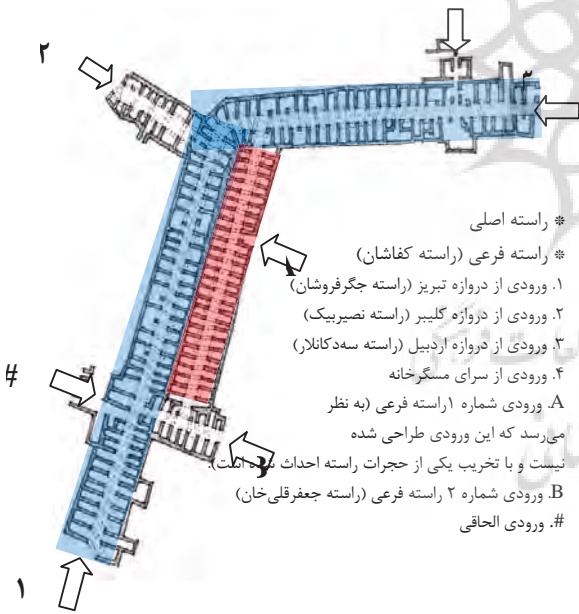 ۲
۳
* راسته اصلی
* راسته فرعی (راسته کفاشان)
۱. ورودی از دروازه تبریز (راسته جگرفروشان)
۲. ورودی از دروازه کلیبر (راسته نصیربیک)
۳. ورودی از دروازه اردبیل (راسته سه‌دکانلار)
۴. ورودی از سرای مسگرخانه
A. ورودی شماره ۱راسته فرعی (به نظر
می‌رسد که این ورودی طراحی شده
نیست و با تخریب یکی از حجرات راسته احداث شده است).
B. ورودی شماره ۲ راسته فرعی (راسته جعفرقلی‌خان)
#. ورودی الحاقی
#
۱